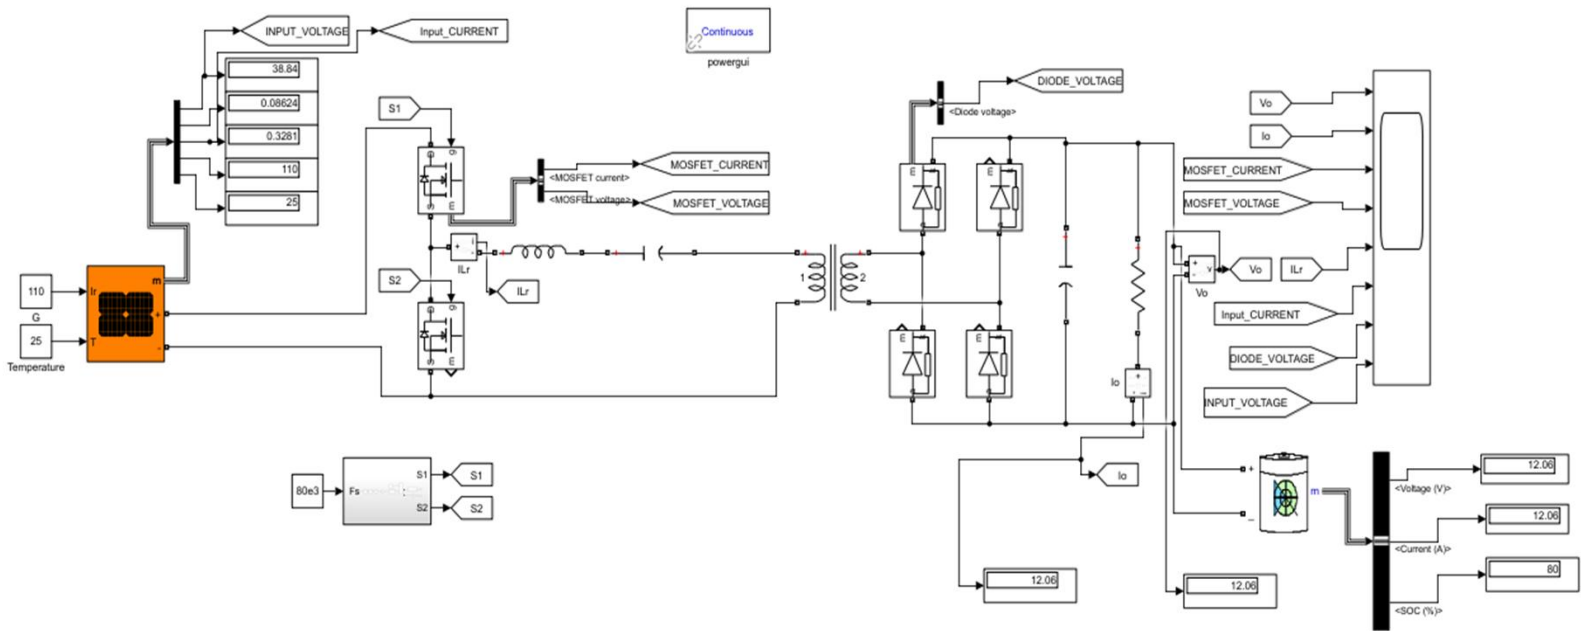 INPUT_VOLTAGE
Input_CURRENT
38.84
0.08624
0.3281
110
25
Continuous
powergui
S1
g
m
S
<MOSFET current>
<MOSFET voltage>
MOSFET_CURRENT
MOSFET_VOLTAGE
+
i
-
ILr
ILr
S2
g
m
S
110
G
25
Temperature
Ir
T
m
+
-
1
2
<Diode voltage>
DIODE_VOLTAGE
m
m
m
m
Vo
Io
MOSFET_CURRENT
MOSFET_VOLTAGE
ILr
Input_CURRENT
DIODE_VOLTAGE
INPUT_VOLTAGE
+
-
v
Vo
Vo
Io
+
-
Io
80e3
Fs
S1
S2
S1
S2
12.06
12.06
+
_
m
<Voltage (V)>
<Current (A)>
<SOC (%)>
12.06
12.06
80